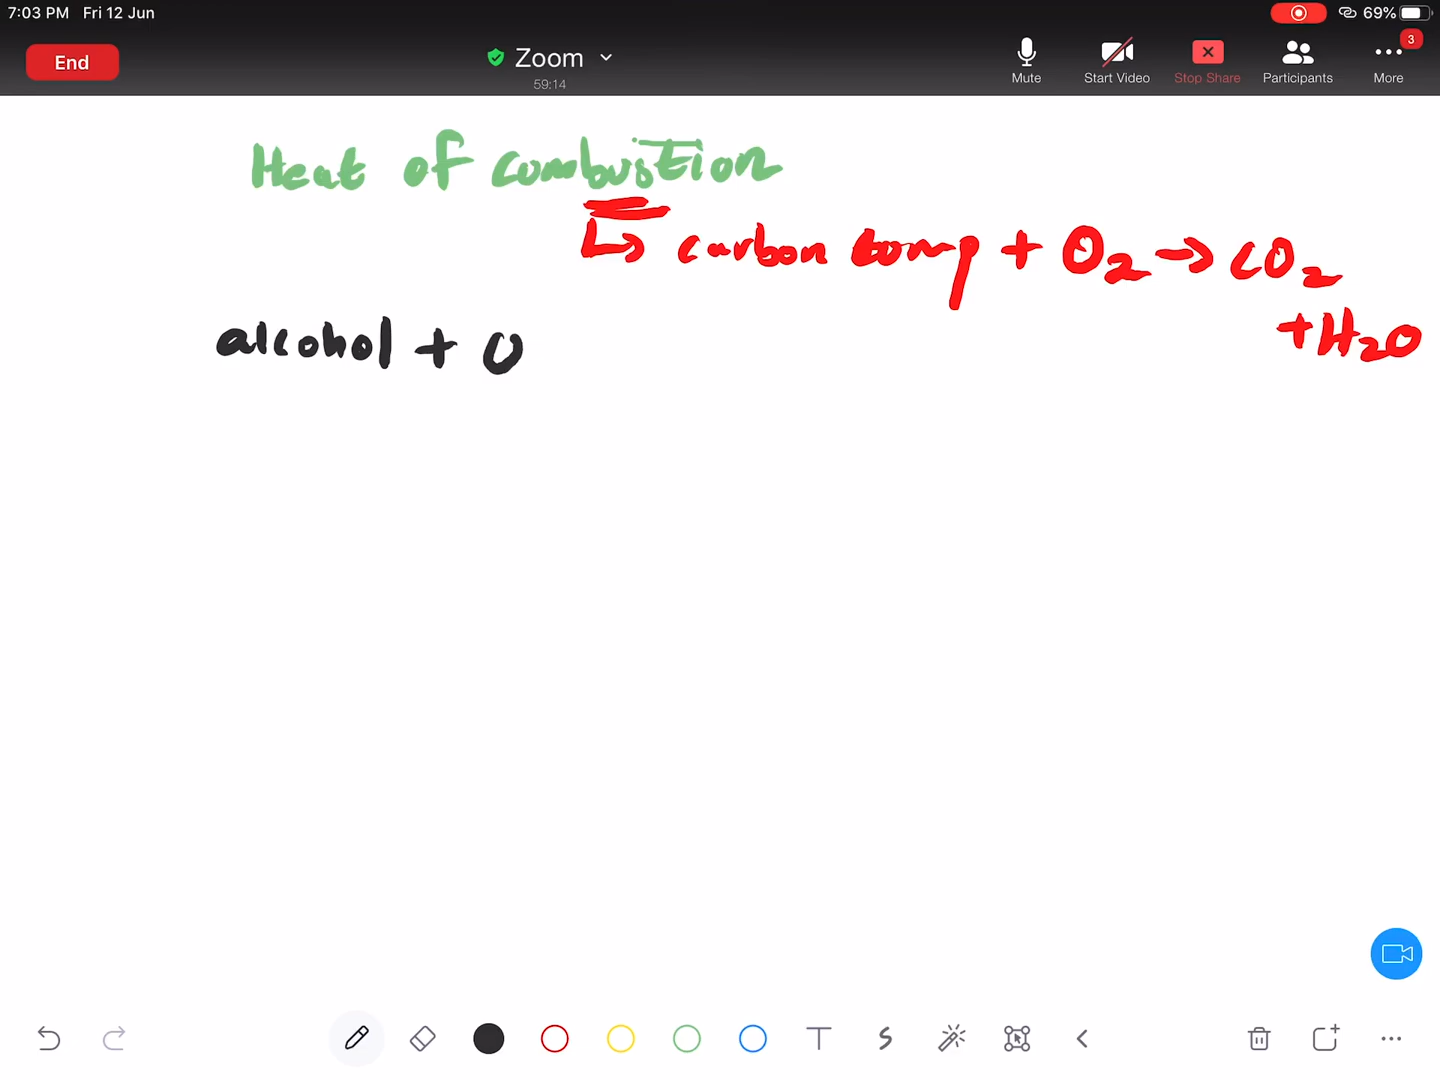 7:03 PM Fri 12 Jun
69%
End
Zoom
59:14
Mute
Start Video
Stop Share
Participants
More
3
Heat of combustion
↳ carbon comp + O₂ → CO₂
+ H₂O
alcohol + O
T